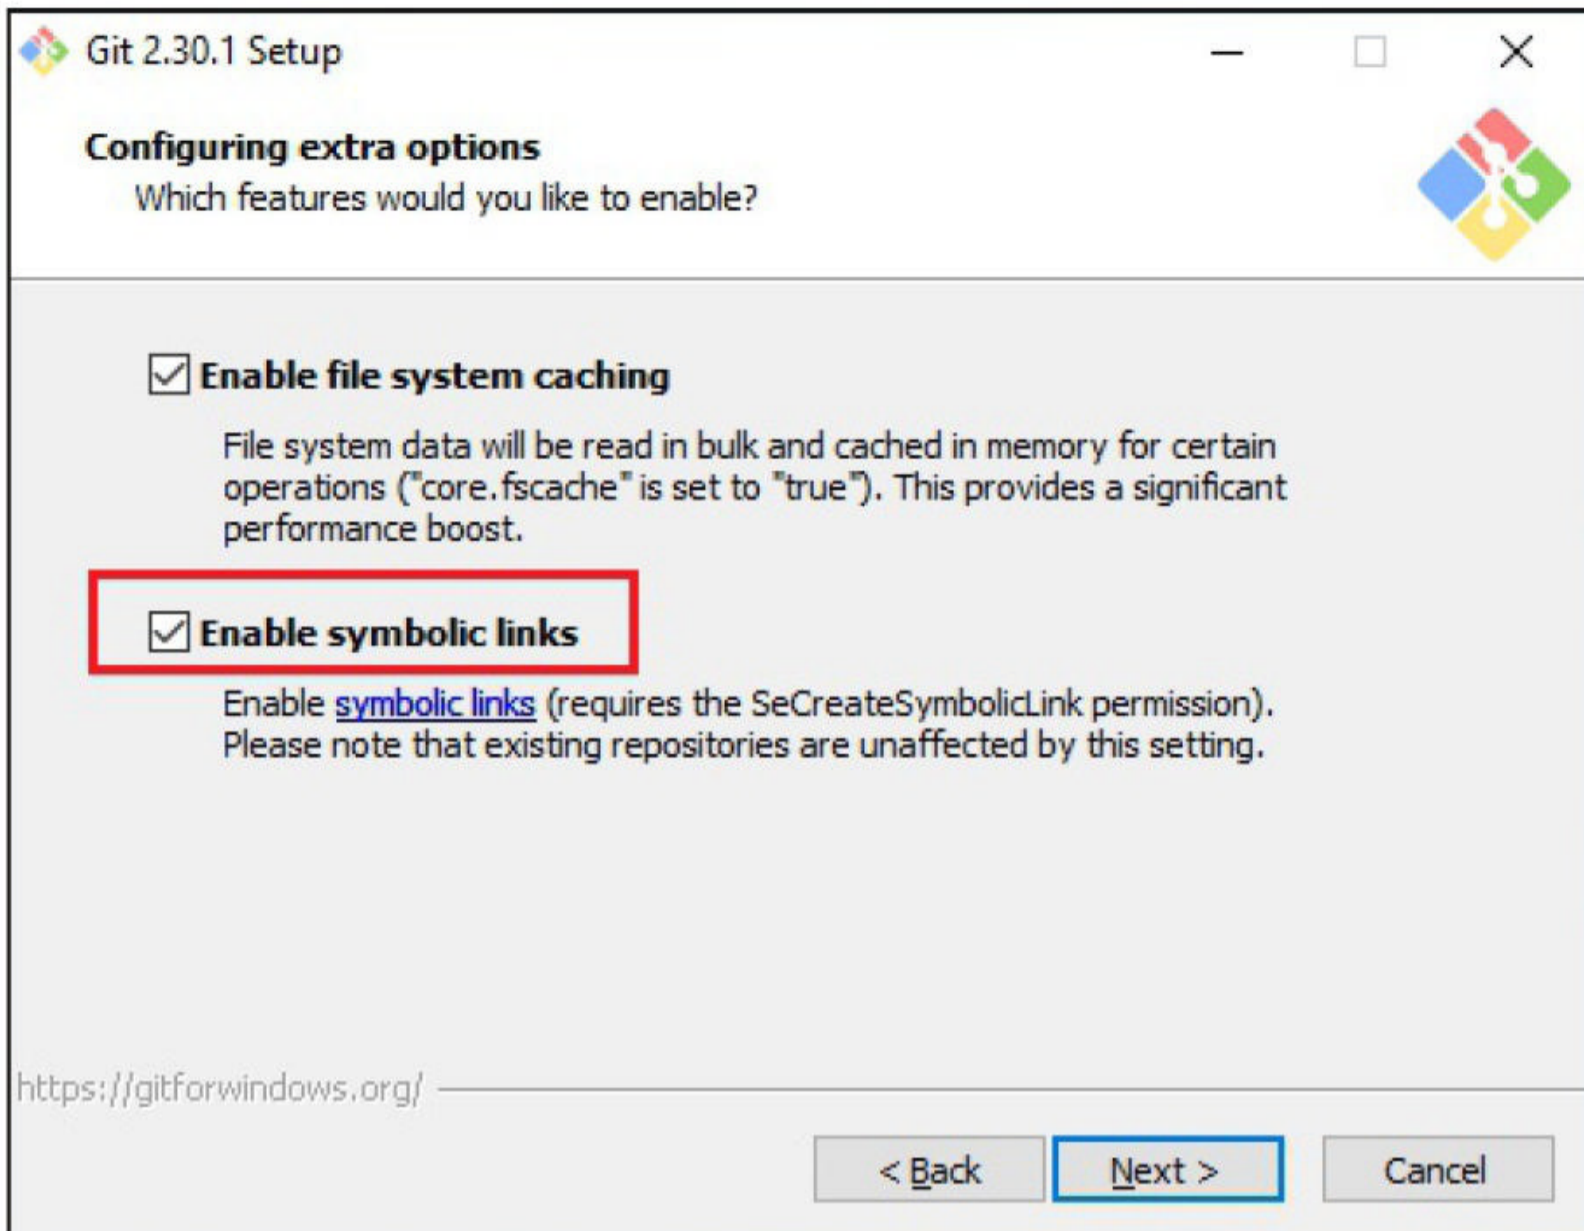 Git 2.30.1 Setup
Configuring extra options
Which features would you like to enable?
Enable file system caching
File system data will be read in bulk and cached in memory for certain
operations ("core.fscache" is set to "true"). This provides a significant
performance boost.
Enable symbolic links
Enable symbolic links (requires the SeCreateSymbolicLink permission).
Please note that existing repositories are unaffected by this setting.
https://gitforwindows.org/
< Back
Next >
Cancel